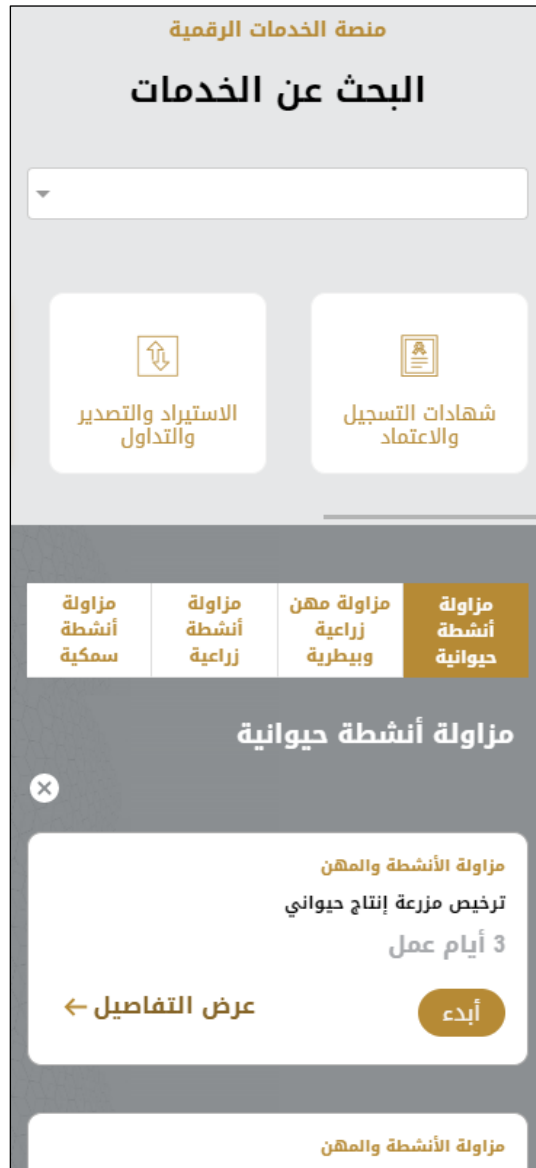 منصة الخدمات الرقمية
البحث عن الخدمات
شهادات التسجيل
والاعتماد
الاستيراد والتصدير
والتداول
مزاولة
أنشطة
حيوانية
مزاولة مهن
زراعية
وبيطرية
مزاولة
أنشطة
زراعية
مزاولة
أنشطة
سمكية
مزاولة أنشطة حيوانية
مزاولة الأنشطة والمهن
ترخيص مزرعة إنتاج حيواني
3 أيام عمل
أبدء
عرض التفاصيل
مزاولة الأنشطة والمهن